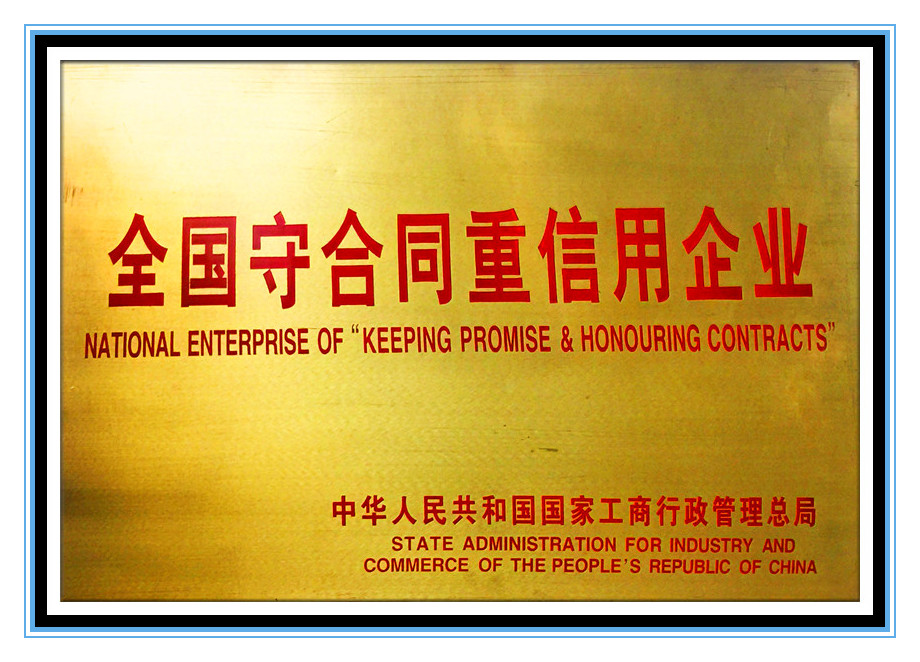 全国守合同重信用企业
NATIONAL ENTERPRISE OF “KEEPING PROMISE & HONOURING CONTRACTS”
中华人民共和国国家工商行政管理总局
STATE ADMINISTRATION FOR INDUSTRY AND
COMMERCE OF THE PEOPLE'S REPUBLIC OF CHINA